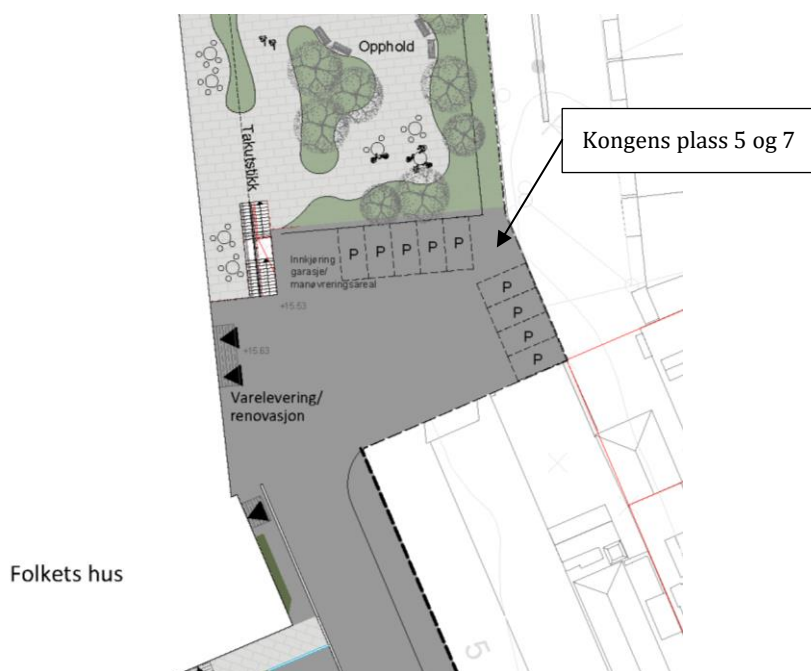 Opphold
Kongens plass 5 og 7
Takutstikk
P P P P P
Innkjøring
garasje/
manøvreringsareal
+15.53
P
P
P
P
+15.63
Varelevering/
renovasjon
Folkets hus
5